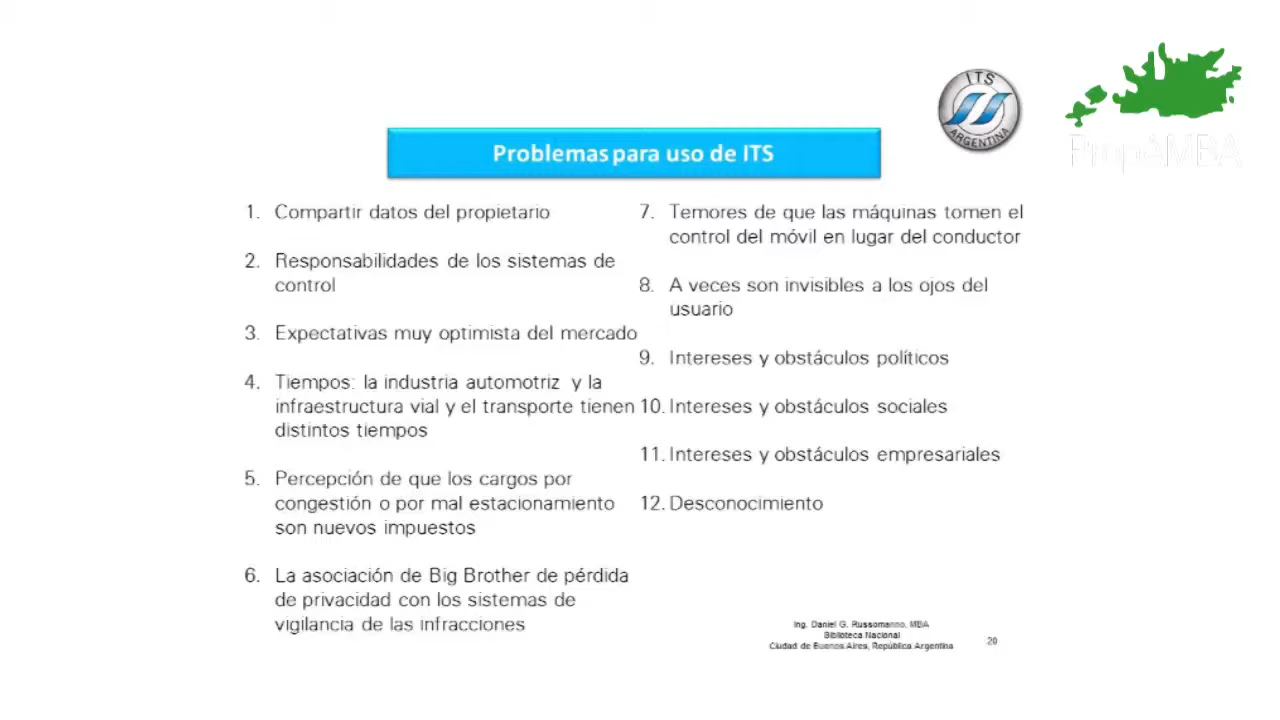 ITS
ARGENTINA
PropAMBA
Problemas para uso de ITS
1. Compartir datos del propietario
2. Responsabilidades de los sistemas de
control
3. Expectativas muy optimista del mercado
4. Tiempos: la industria automotriz y la
infraestructura vial y el transporte tienen
distintos tiempos
5. Percepción de que los cargos por
congestión o por mal estacionamiento
son nuevos impuestos
6. La asociación de Big Brother de pérdida
de privacidad con los sistemas de
vigilancia de las infracciones
7. Temores de que las máquinas tomen el
control del móvil en lugar del conductor
8. A veces son invisibles a los ojos del
usuario
9. Intereses y obstáculos políticos
10. Intereses y obstáculos sociales
11. Intereses y obstáculos empresariales
12. Desconocimiento
Ing. Daniel G. Russomanno, MBA
Biblioteca Nacional
Ciudad de Buenos Aires, República Argentina
20